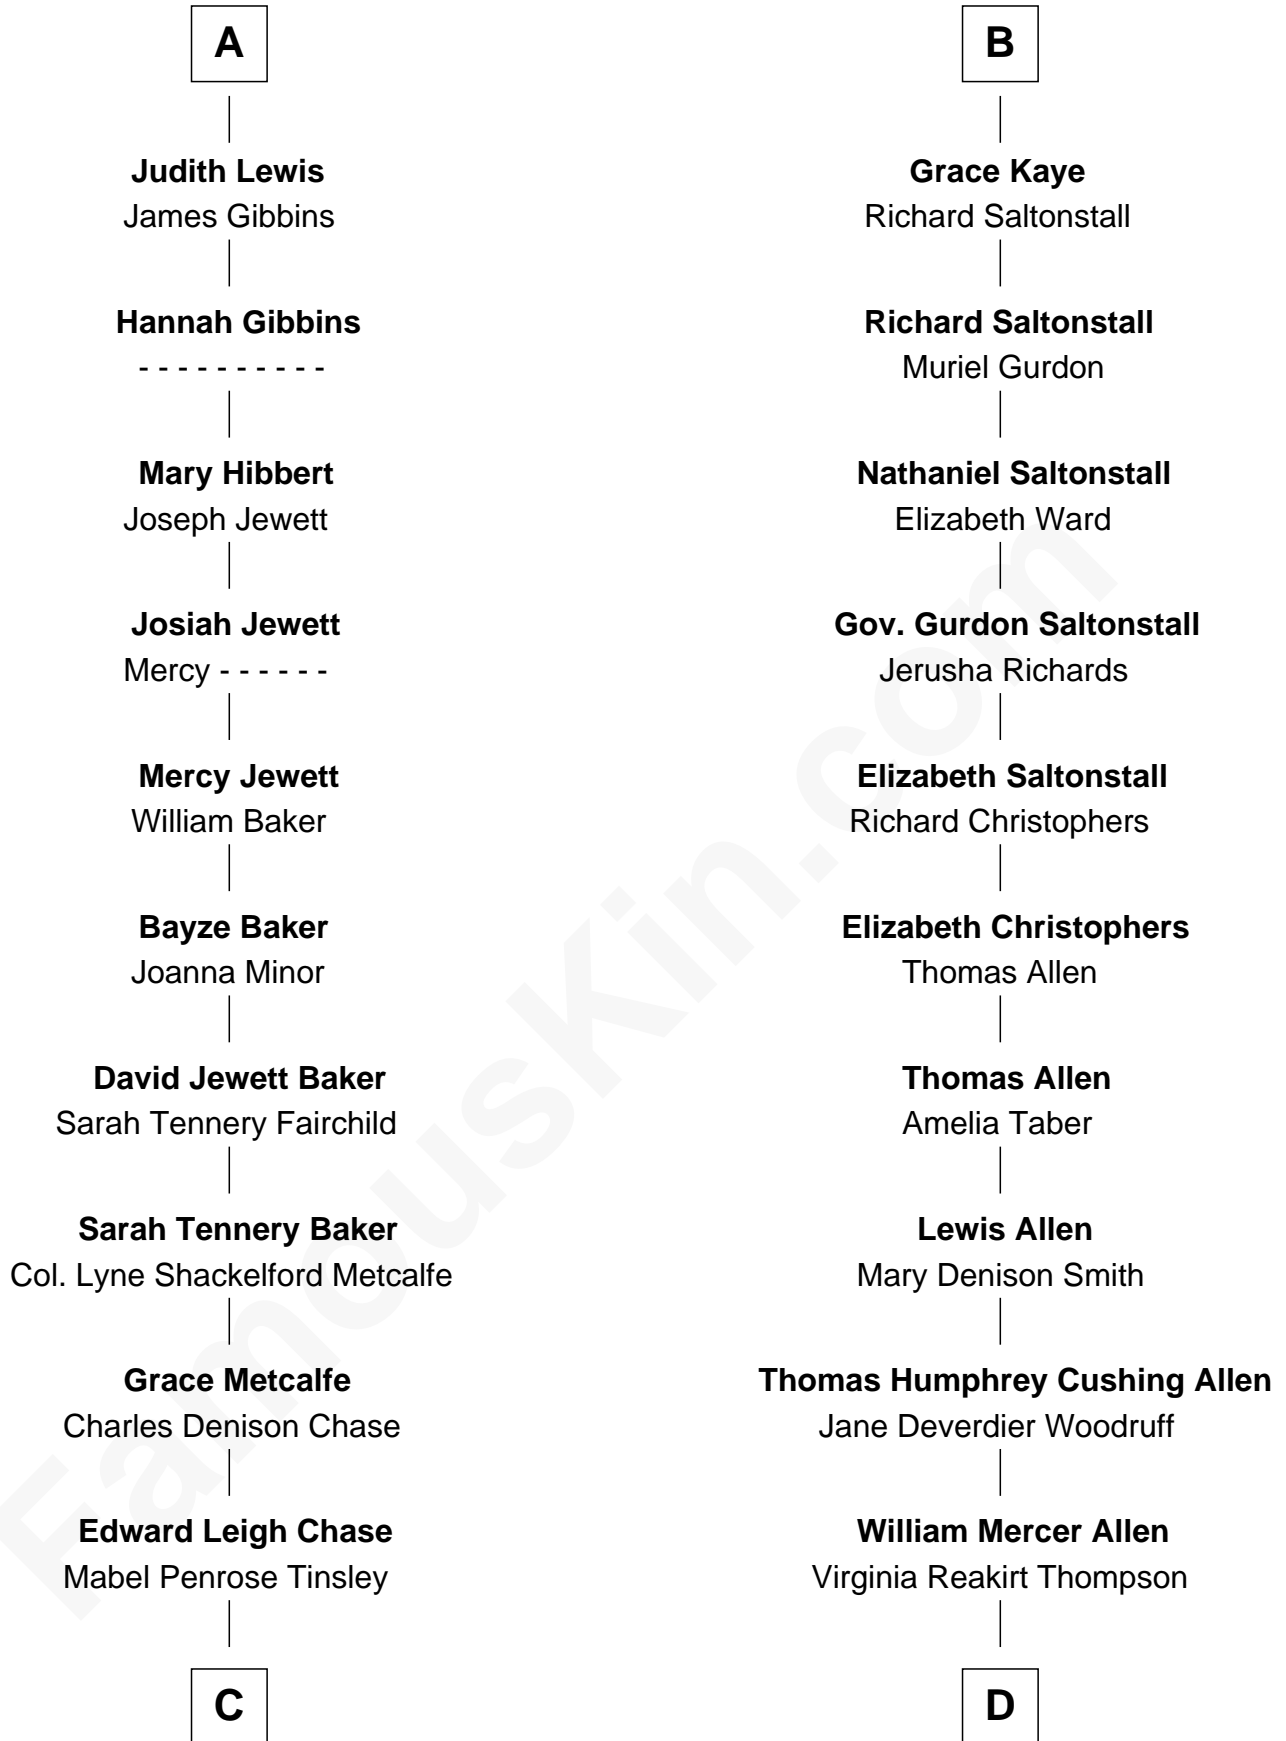 A
Judith Lewis
James Gibbins
Hannah Gibbins
- - - - - - - - - -
Mary Hibbert
Joseph Jewett
Josiah Jewett
Mercy - - - - - -
Mercy Jewett
William Baker
Bayze Baker
Joanna Minor
David Jewett Baker
Sarah Tennery Fairchild
Sarah Tennery Baker
Col. Lyne Shackelford Metcalfe
Grace Metcalfe
Charles Denison Chase
Edward Leigh Chase
Mabel Penrose Tinsley
C
B
Grace Kaye
Richard Saltonstall
Richard Saltonstall
Muriel Gurdon
Nathaniel Saltonstall
Elizabeth Ward
Gov. Gurdon Saltonstall
Jerusha Richards
Elizabeth Saltonstall
Richard Christophers
Elizabeth Christophers
Thomas Allen
Thomas Allen
Amelia Taber
Lewis Allen
Mary Denison Smith
Thomas Humphrey Cushing Allen
Jane Deverdier Woodruff
William Mercer Allen
Virginia Reakirt Thompson
D
FamousKin.com